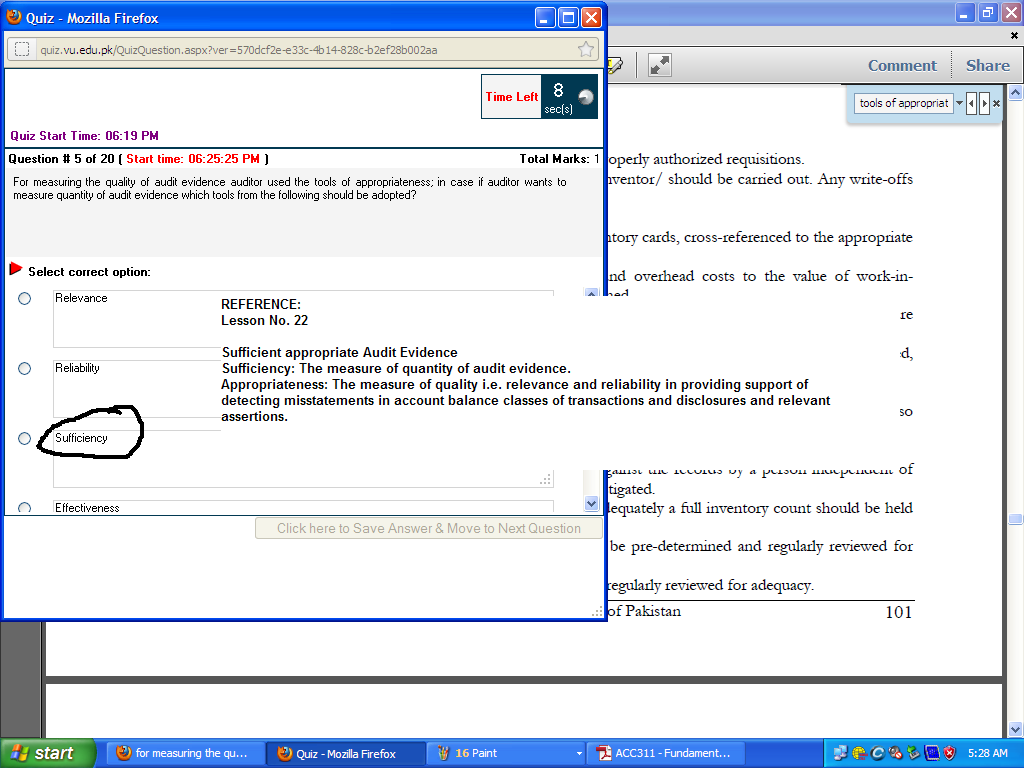 Quiz - Mozilla Firefox
quiz.vu.edu.pk/QuizQuestion.aspx?ver=570dcf2e-e33c-4b14-828c-b2ef28b002aa
Time Left 8
sec(s)
Quiz Start Time: 06:19 PM
Question # 5 of 20 ( Start time: 06:25:25 PM ) Total Marks: 1
For measuring the quality of audit evidence auditor used the tools of appropriateness; in case if auditor wants to
measure quantity of audit evidence which tools from the following should be adopted?
Select correct option:
Relevance
REFERENCE:
Lesson No. 22
Sufficient appropriate Audit Evidence
Sufficiency: The measure of quantity of audit evidence.
Appropriateness: The measure of quality i.e. relevance and reliability in providing support of
detecting misstatements in account balance classes of transactions and disclosures and relevant
assertions.
Reliability
Sufficiency
Effectiveness
Click here to Save Answer & Move to Next Question
Comment Share
tools of appropriat
operly authorized requisitions.
nventor/ should be carried out. Any write-offs
ntory cards, cross-referenced to the appropriate
nd overhead costs to the value of work-in-
re
d,
so
gainst the records by a person independent of
tigated.
dequately a full inventory count should be held
be pre-determined and regularly reviewed for
regularly reviewed for adequacy.
of Pakistan 101
start
for measuring the qu...
Quiz - Mozilla Firefox
16 Paint
ACC311 - Fundament...
5:28 AM